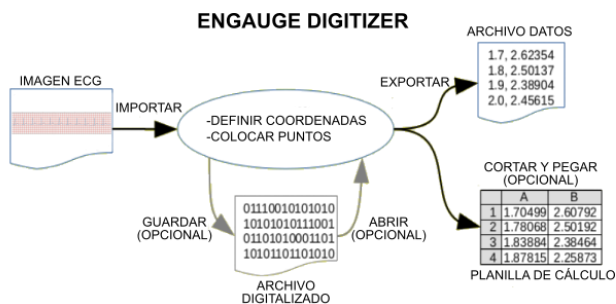 ENGAUGE DIGITIZER
IMAGEN ECG
IMPORTAR
-DEFINIR COORDENADAS
-COLOCAR PUNTOS
EXPORTAR
ARCHIVO DATOS
1.7, 2.62354
1.8, 2.50137
1.9, 2.38904
2.0, 2.45615
GUARDAR
(OPCIONAL)
01110010101010
10101010111001
01101010001101
10101101101010
ARCHIVO
DIGITALIZADO
ABRIR
(OPCIONAL)
CORTAR Y PEGAR
(OPCIONAL)
A B
1 1.70499 2.60792
2 1.78068 2.50192
3 1.83884 2.38464
4 1.87815 2.25873
PLANILLA DE CÁLCULO